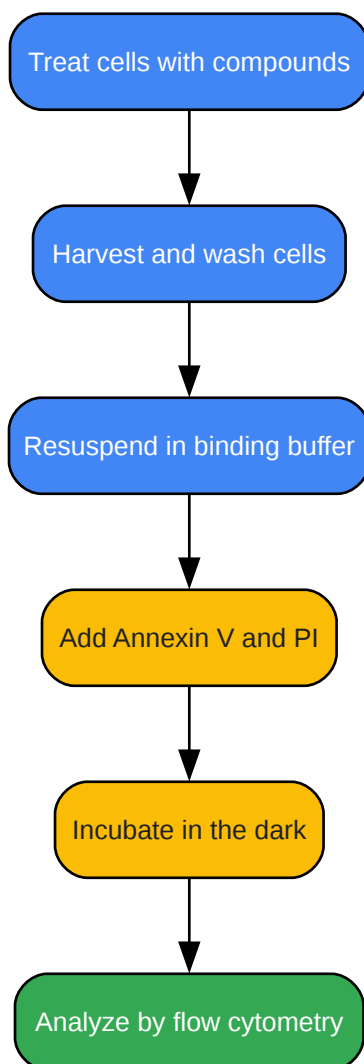 Treat cells with compounds
Harvest and wash cells
Resuspend in binding buffer
Add Annexin V and PI
Incubate in the dark
Analyze by flow cytometry